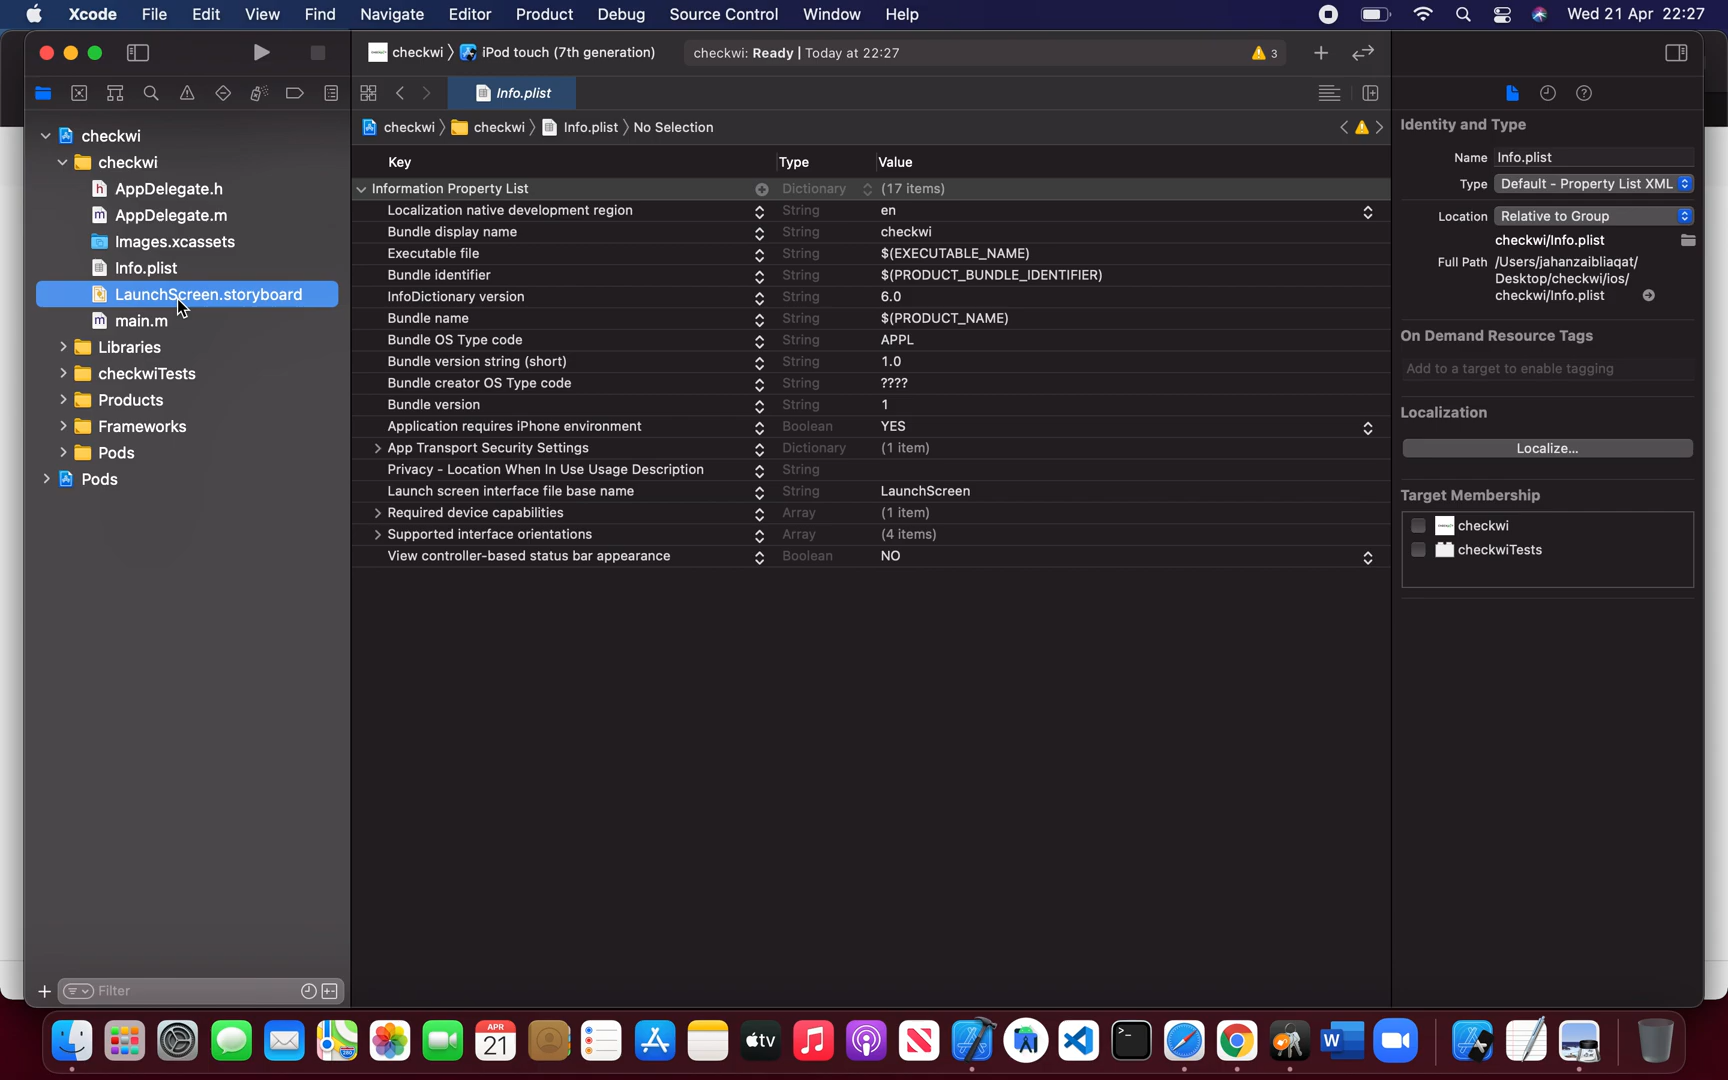 Xcode File Edit View Find Navigate Editor Product Debug Source Control Window Help Wed 21 Apr 22:27
checkwi iPod touch (7th generation) checkwi: Ready | Today at 22:27 3
Info.plist
checkwi checkwi Info.plist No Selection
checkwi
checkwi
AppDelegate.h
AppDelegate.m
Images.xcassets
Info.plist
LaunchScreen.storyboard
main.m
Libraries
checkwiTests
Products
Frameworks
Pods
Pods
Filter
Key Type Value
Information Property List Dictionary (17 items)
Localization native development region String en
Bundle display name String checkwi
Executable file String $(EXECUTABLE_NAME)
Bundle identifier String $(PRODUCT_BUNDLE_IDENTIFIER)
InfoDictionary version String 6.0
Bundle name String $(PRODUCT_NAME)
Bundle OS Type code String APPL
Bundle version string (short) String 1.0
Bundle creator OS Type code String ????
Bundle version String 1
Application requires iPhone environment Boolean YES
App Transport Security Settings Dictionary (1 item)
Privacy - Location When In Use Usage Description String
Launch screen interface file base name String LaunchScreen
Required device capabilities Array (1 item)
Supported interface orientations Array (4 items)
View controller-based status bar appearance Boolean NO
Identity and Type
Name Info.plist
Type Default - Property List XML
Location Relative to Group
checkwi/Info.plist
Full Path /Users/jahanzaibliaqat/
Desktop/checkwi/ios/
checkwi/Info.plist
On Demand Resource Tags
Add to a target to enable tagging
Localization
Localize...
Target Membership
checkwi
checkwiTests
APR
21
tv
W